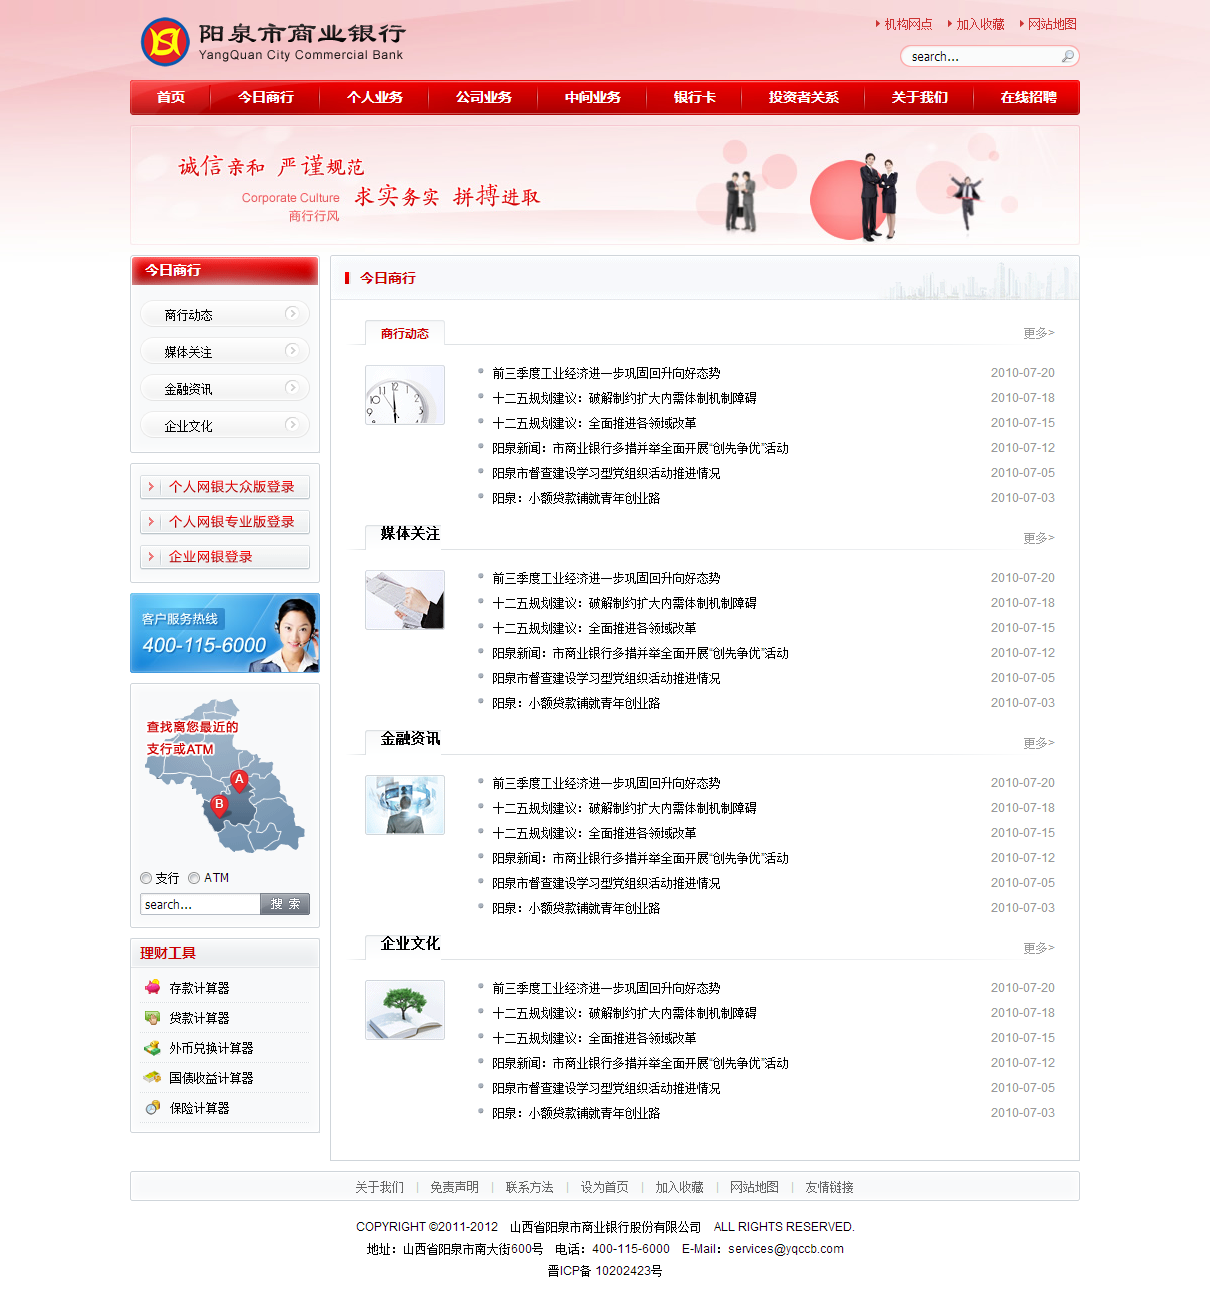 阳泉市商业银行
YangQuan City Commercial Bank
机构网点 加入收藏 网站地图
search...
首页 今日商行 个人业务 公司业务 中间业务 银行卡 投资者关系 关于我们 在线招聘
诚信亲和 严谨规范
Corporate Culture 求实务实 拼搏进取
商行行风
今日商行
商行动态
媒体关注
金融资讯
企业文化
个人网银大众版登录
个人网银专业版登录
企业网银登录
客户服务热线
400-115-6000
查找离您最近的
支行或ATM
A
B
支行 ATM
search...
搜 索
理财工具
存款计算器
贷款计算器
外币兑换计算器
国债收益计算器
保险计算器
今日商行
商行动态 更多>
前三季度工业经济进一步巩固回升向好态势 2010-07-20
十二五规划建议：破解制约扩大内需体制机制障碍 2010-07-18
十二五规划建议：全面推进各领域改革 2010-07-15
阳泉新闻：市商业银行多措并举全面开展“创先争优”活动 2010-07-12
阳泉市督查建设学习型党组织活动推进情况 2010-07-05
阳泉：小额贷款铺就青年创业路 2010-07-03
媒体关注 更多>
前三季度工业经济进一步巩固回升向好态势 2010-07-20
十二五规划建议：破解制约扩大内需体制机制障碍 2010-07-18
十二五规划建议：全面推进各领域改革 2010-07-15
阳泉新闻：市商业银行多措并举全面开展“创先争优”活动 2010-07-12
阳泉市督查建设学习型党组织活动推进情况 2010-07-05
阳泉：小额贷款铺就青年创业路 2010-07-03
金融资讯 更多>
前三季度工业经济进一步巩固回升向好态势 2010-07-20
十二五规划建议：破解制约扩大内需体制机制障碍 2010-07-18
十二五规划建议：全面推进各领域改革 2010-07-15
阳泉新闻：市商业银行多措并举全面开展“创先争优”活动 2010-07-12
阳泉市督查建设学习型党组织活动推进情况 2010-07-05
阳泉：小额贷款铺就青年创业路 2010-07-03
企业文化 更多>
前三季度工业经济进一步巩固回升向好态势 2010-07-20
十二五规划建议：破解制约扩大内需体制机制障碍 2010-07-18
十二五规划建议：全面推进各领域改革 2010-07-15
阳泉新闻：市商业银行多措并举全面开展“创先争优”活动 2010-07-12
阳泉市督查建设学习型党组织活动推进情况 2010-07-05
阳泉：小额贷款铺就青年创业路 2010-07-03
关于我们 | 免责声明 | 联系方法 | 设为首页 | 加入收藏 | 网站地图 | 友情链接
COPYRIGHT ©2011-2012 山西省阳泉市商业银行股份有限公司 ALL RIGHTS RESERVED.
地址：山西省阳泉市南大街600号 电话：400-115-6000 E-Mail：services@yqccb.com
晋ICP备 10202423号